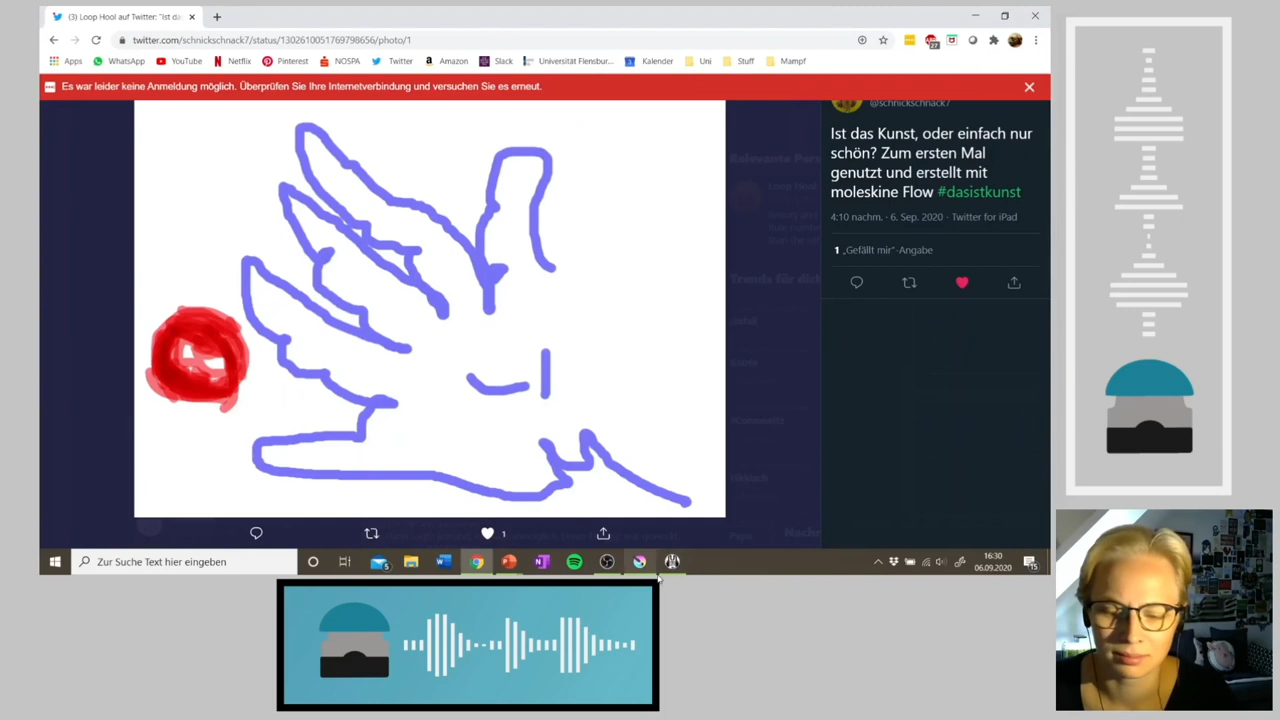 (3) Loop Hool auf Twitter: "Ist da
twitter.com/schnickschnack7/status/1302610051769798656/photo/1
Apps WhatsApp YouTube Netflix Pinterest NOSPA Twitter Amazon Slack Universität Flensbur... Kalender Uni Stuff Mampf
Es war leider keine Anmeldung möglich. Überprüfen Sie Ihre Internetverbindung und versuchen Sie es erneut.
@schnickschnack7
Ist das Kunst, oder einfach nur
schön? Zum ersten Mal
genutzt und erstellt mit
moleskine Flow #dasistkunst
4:10 nachm. · 6. Sep. 2020 · Twitter for iPad
1 „Gefällt mir"-Angabe
1
Zur Suche Text hier eingeben
5
16:30
06.09.2020
15
27